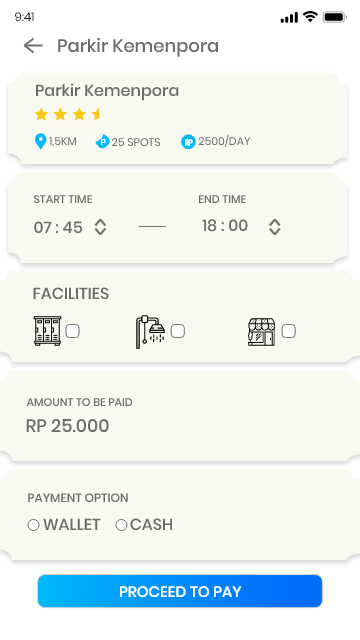 9:41
Parkir Kemenpora
Parkir Kemenpora
1,5KM P 25 SPOTS RP 2500/DAY
START TIME END TIME
07 : 45 18 : 00
FACILITIES
AMOUNT TO BE PAID
RP 25.000
PAYMENT OPTION
WALLET CASH
PROCEED TO PAY